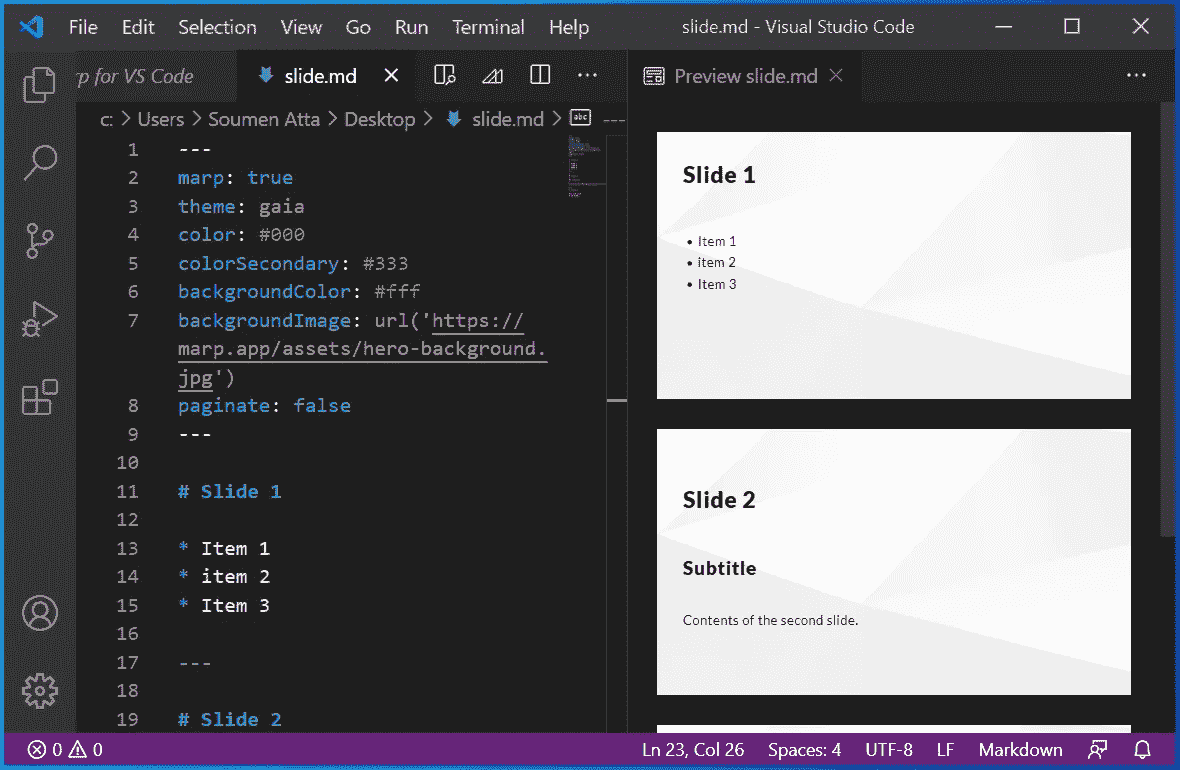 File Edit Selection View Go Run Terminal Help slide.md - Visual Studio Code
p for VS Code slide.md Preview slide.md
c: > Users > Soumen Atta > Desktop > slide.md > abc ---
1 ---
2 marp: true
3 theme: gaia
4 color: #000
5 colorSecondary: #333
6 backgroundColor: #fff
7 backgroundImage: url('https://
marp.app/assets/hero-background.
jpg')
8 paginate: false
9 ---
10
11 # Slide 1
12
13 * Item 1
14 * item 2
15 * Item 3
16
17 ---
18
19 # Slide 2
Slide 1
• Item 1
• item 2
• Item 3
Slide 2
Subtitle
Contents of the second slide.
0 0 Ln 23, Col 26 Spaces: 4 UTF-8 LF Markdown